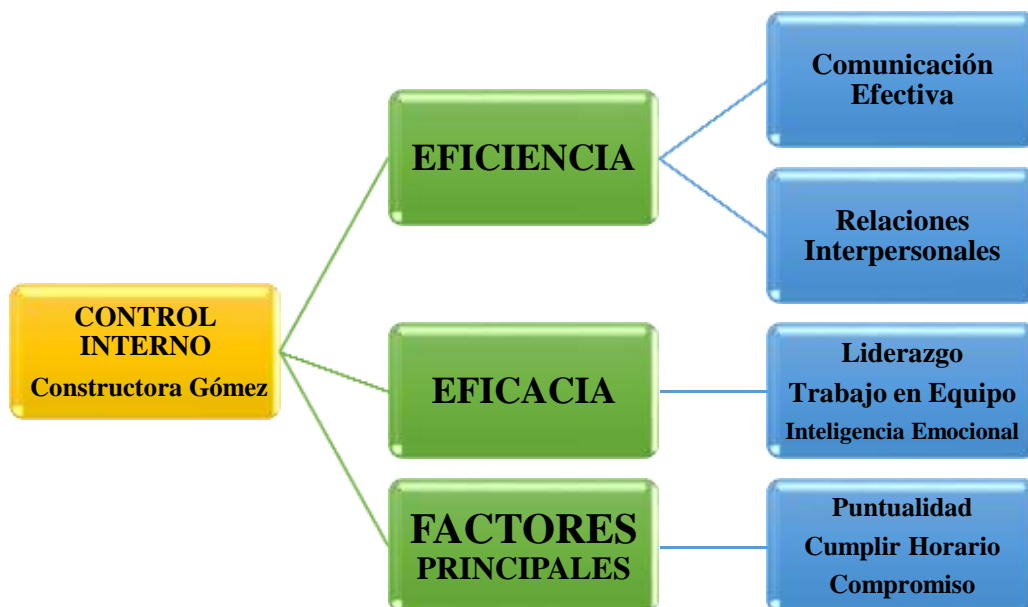 CONTROL
INTERNO
Constructora Gómez
EFICIENCIA
Comunicación
Efectiva
Relaciones
Interpersonales
EFICACIA
Liderazgo
Trabajo en Equipo
Inteligencia Emocional
FACTORES
PRINCIPALES
Puntualidad
Cumplir Horario
Compromiso